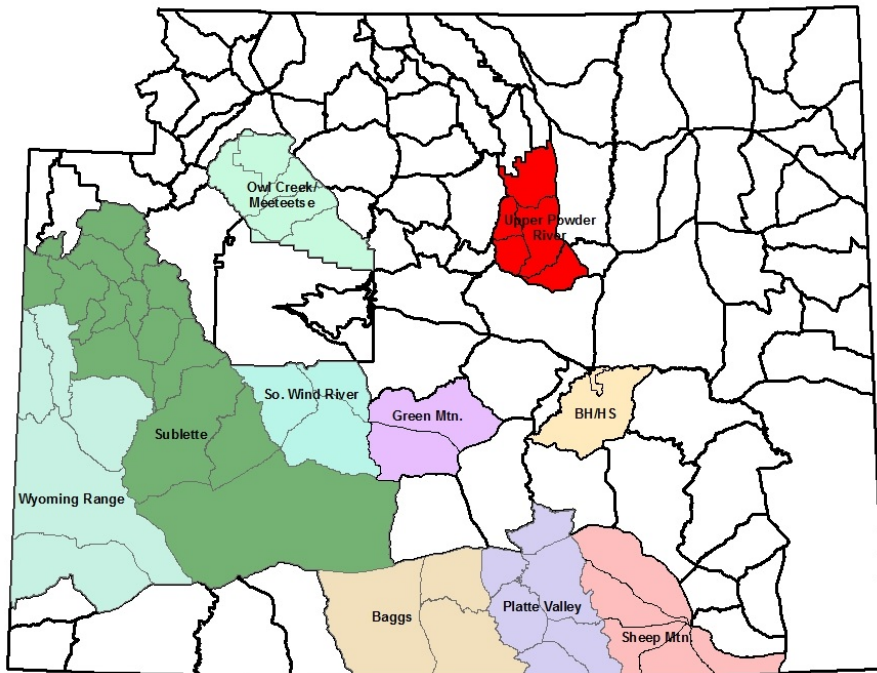 Owl Creek/
Meeteetse
Upper Powder
River
So. Wind River
Green Mtn.
BH/HS
Sublette
Wyoming Range
Baggs
Platte Valley
Sheep Mtn.